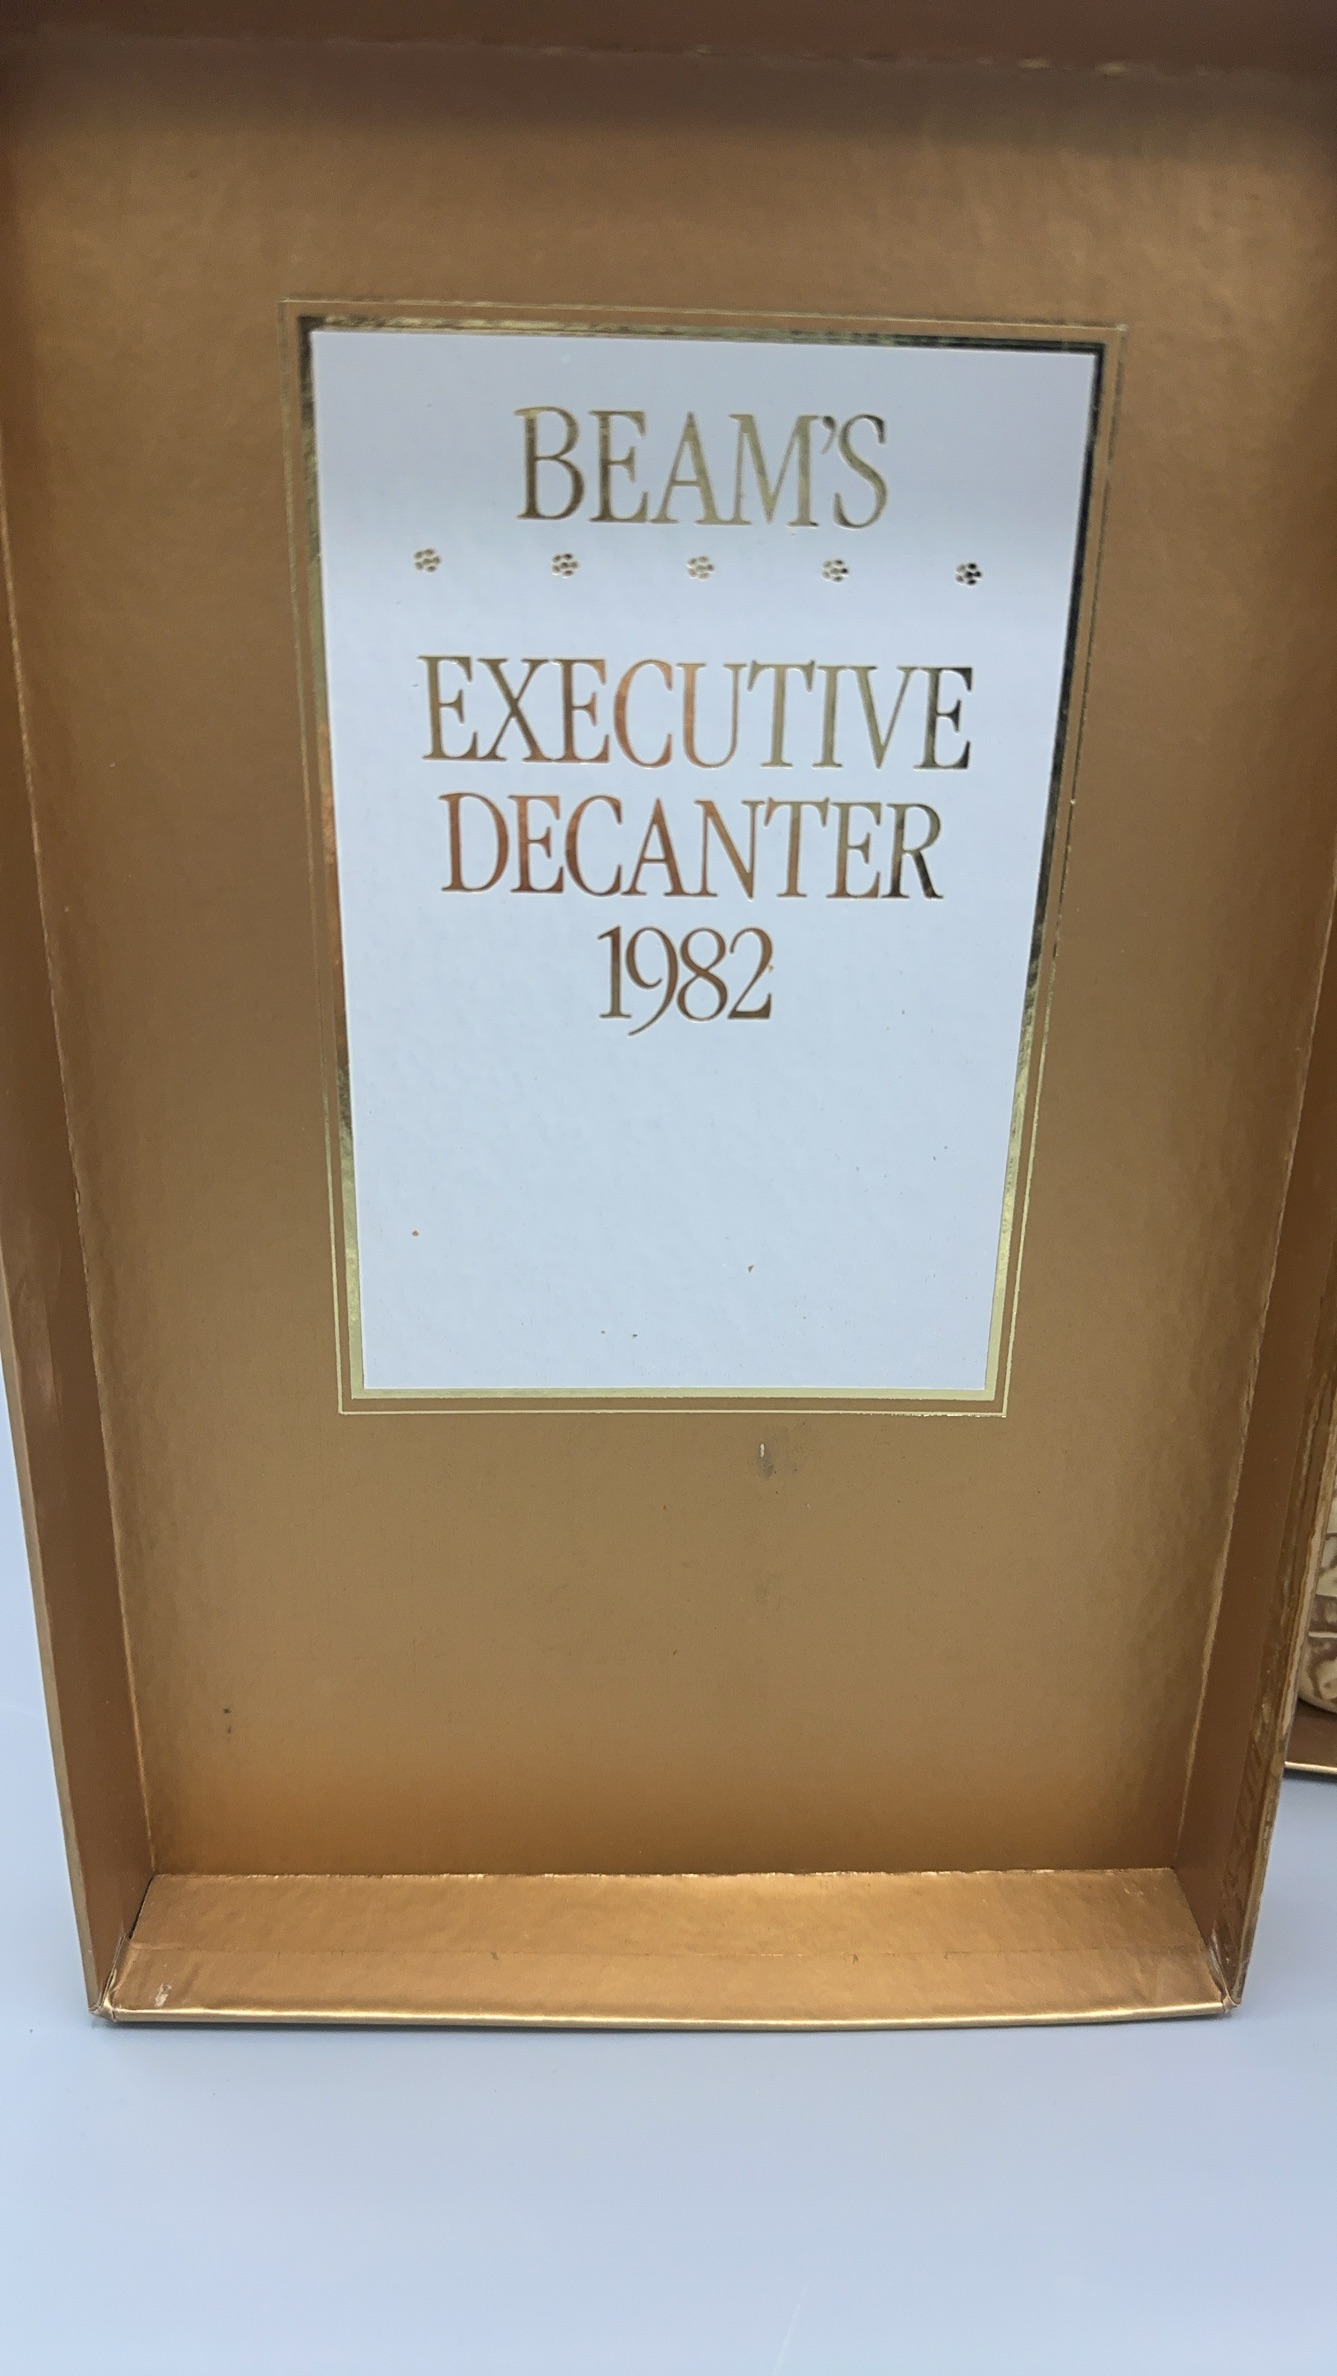 BEAM'S
EXECUTIVE
DECANTER
1982